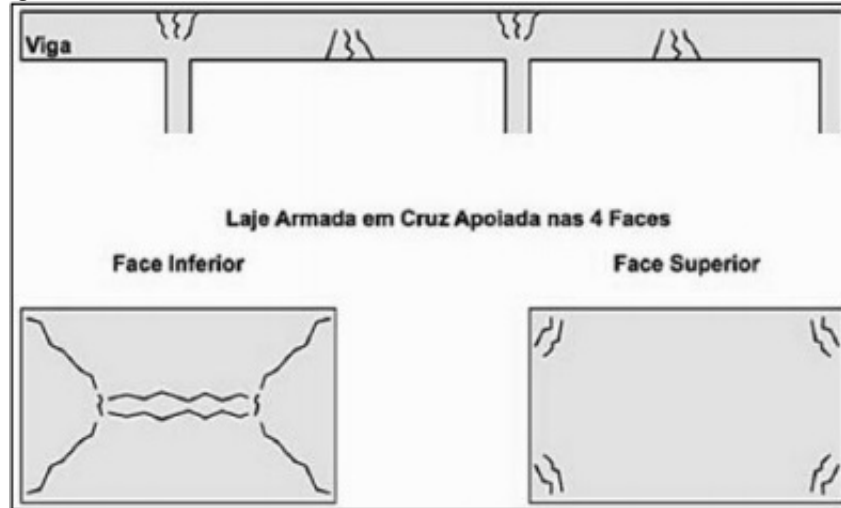 Viga
Laje Armada em Cruz Apoiada nas 4 Faces
Face Inferior
Face Superior